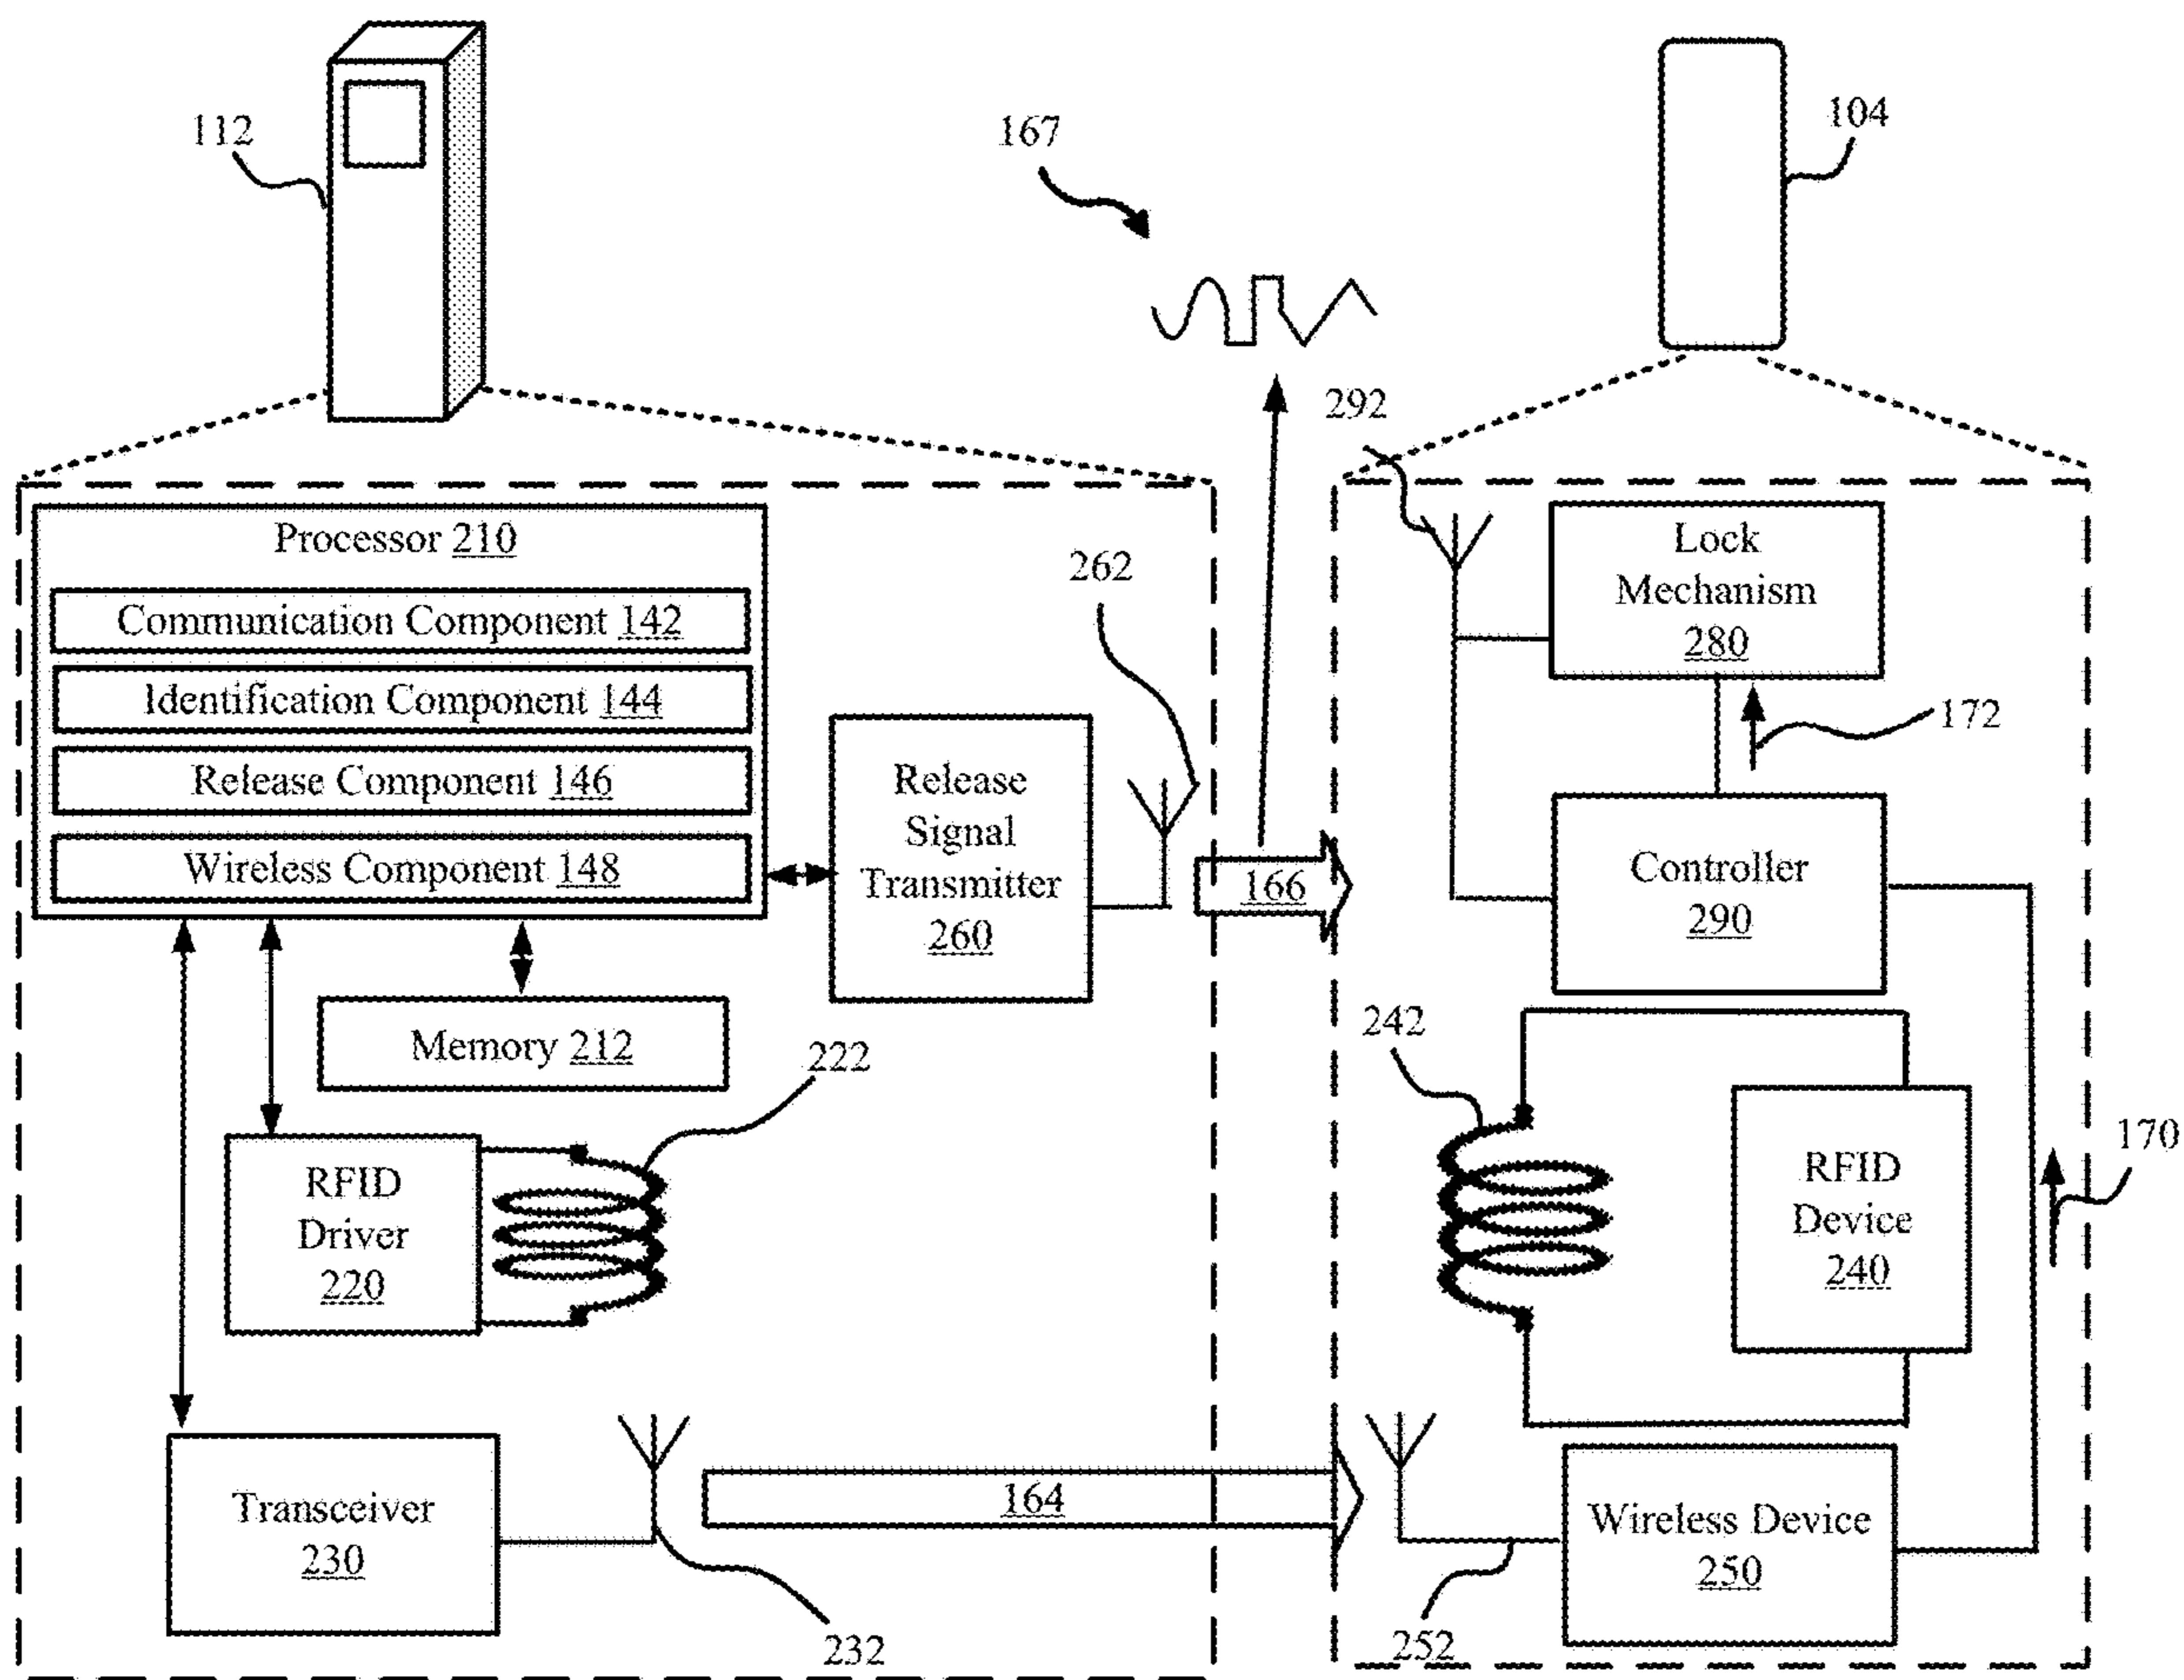 112
167
104
292
Processor 210
Communication Component 142
Identification Component 144
Release Component 146
Wireless Component 148
262
Release
Signal
Transmitter
260
166
Lock
Mechanism
280
172
Controller
290
Memory 212
222
RFID
Driver
220
242
RFID
Device
240
170
Transceiver
230
232
164
252
Wireless Device
250